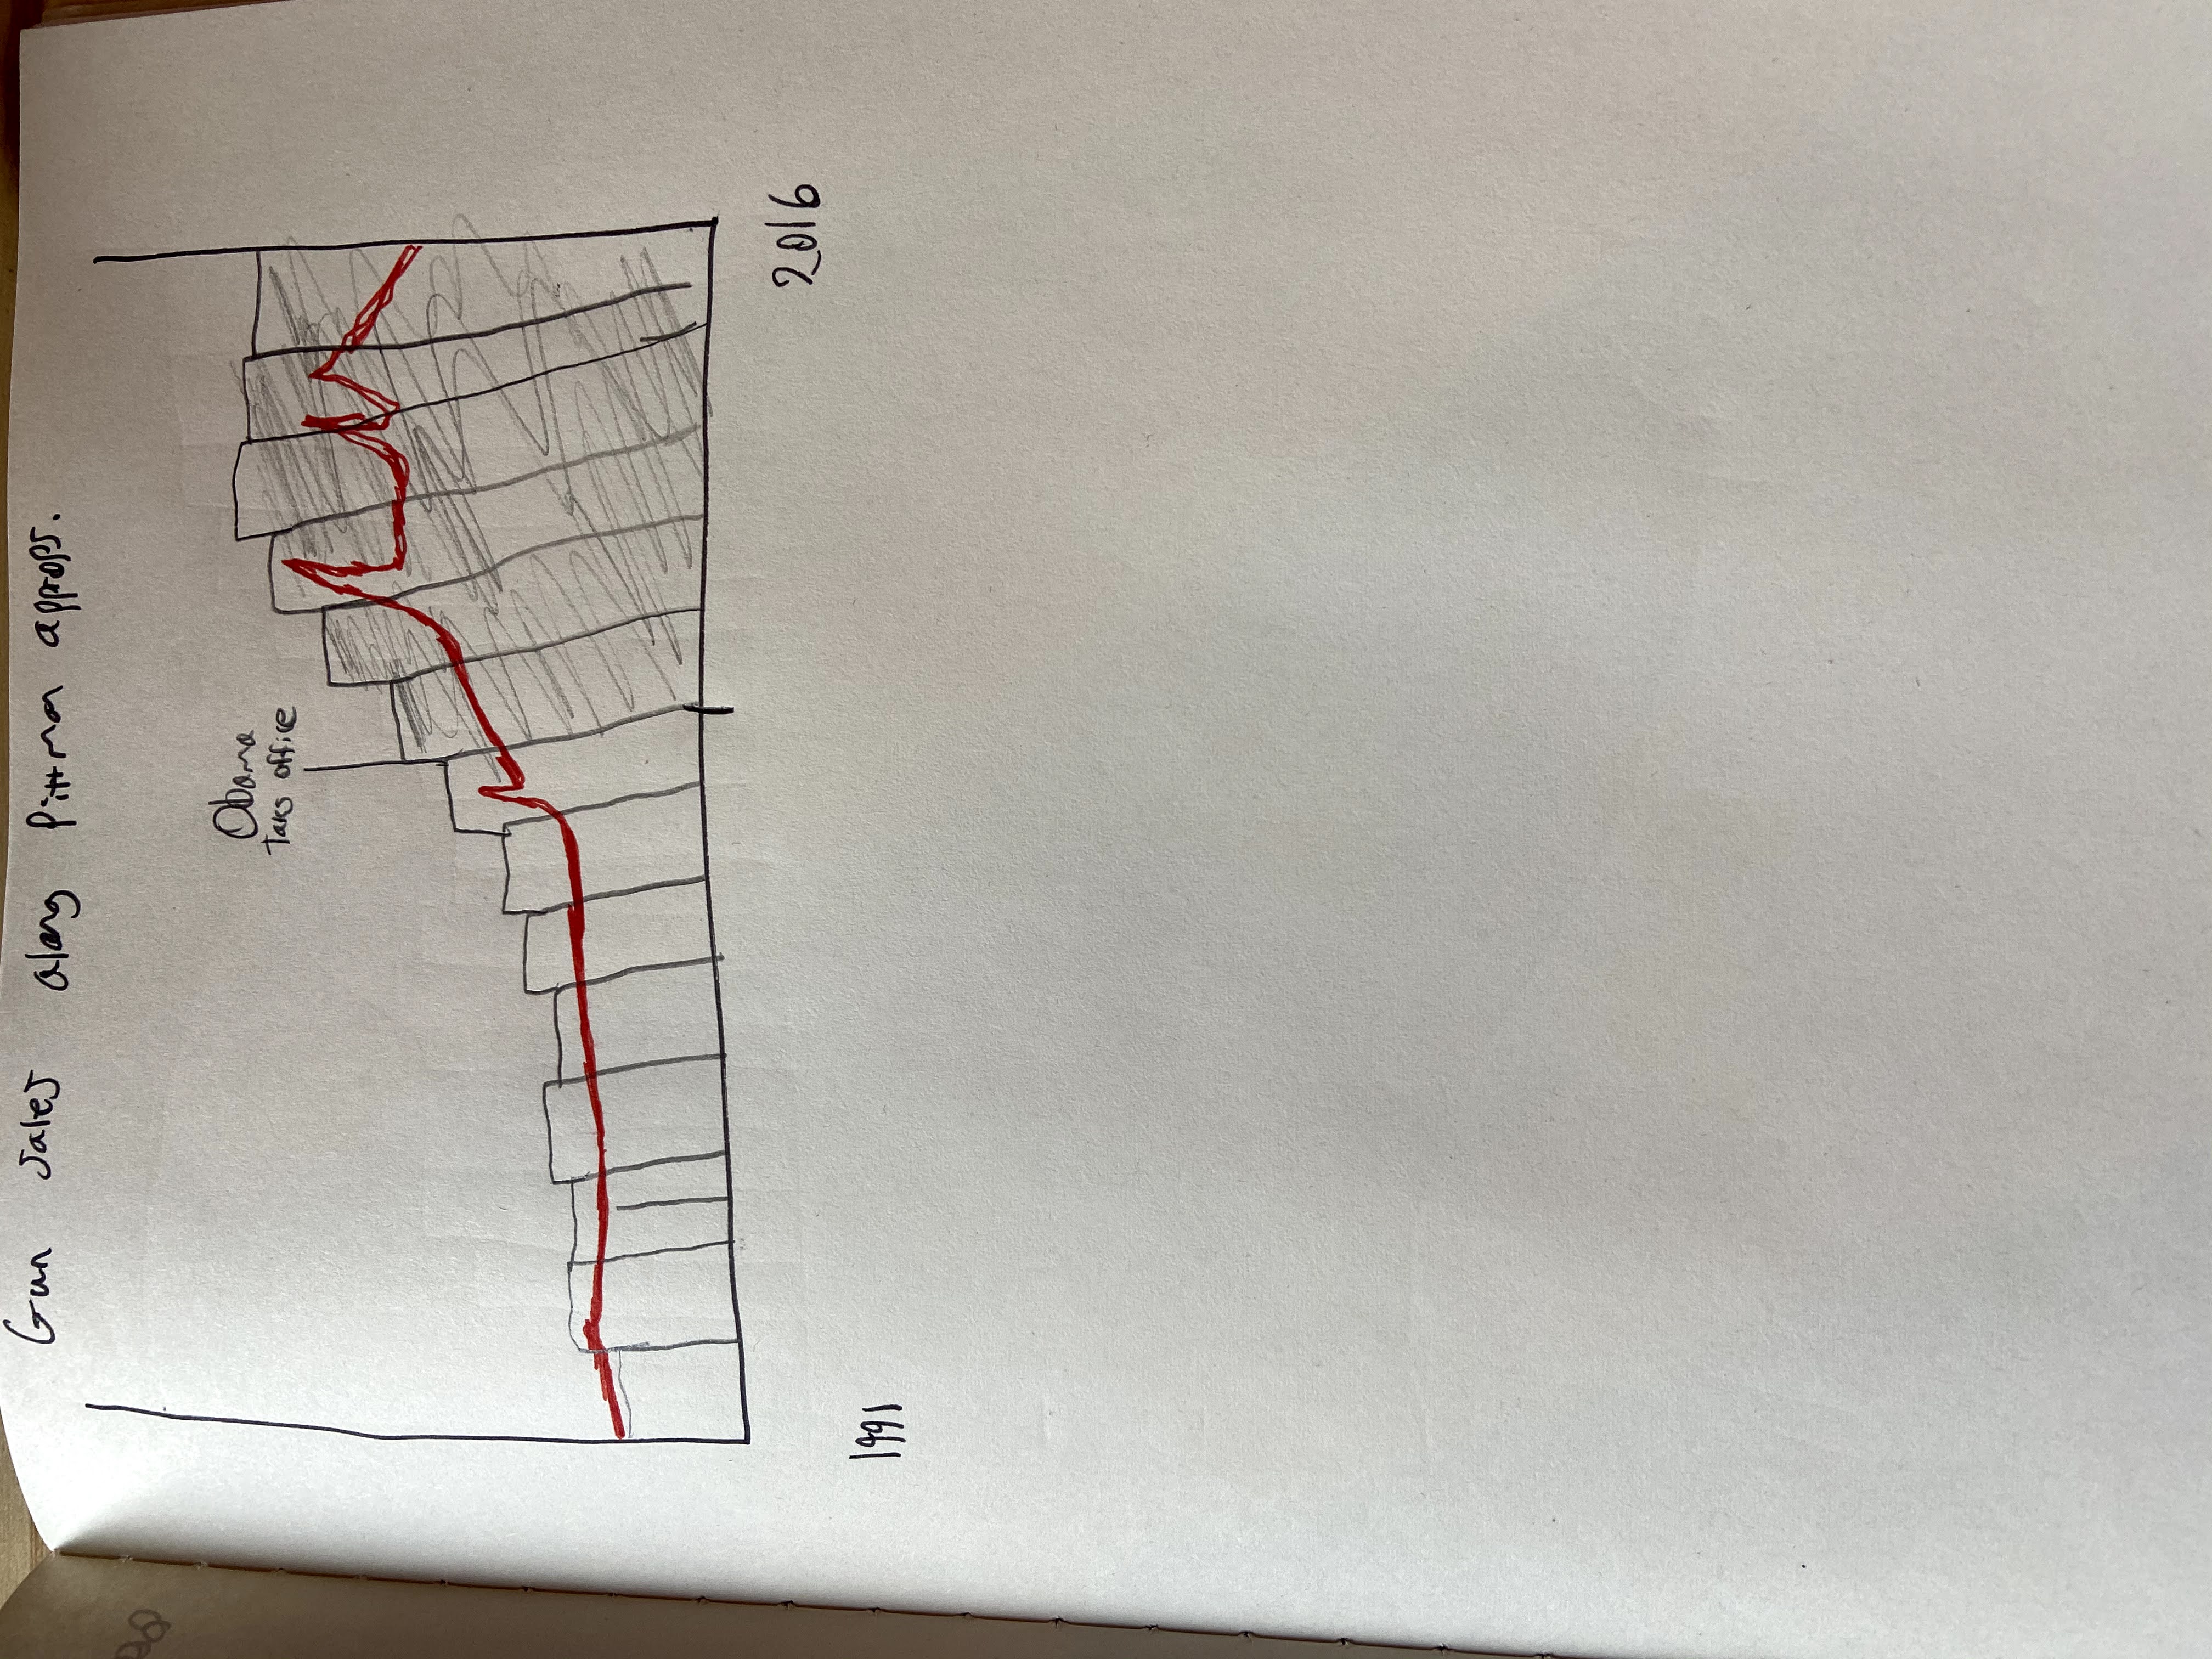 Gun sales along Pittman approps.
Obama
Taks office
2016
1991